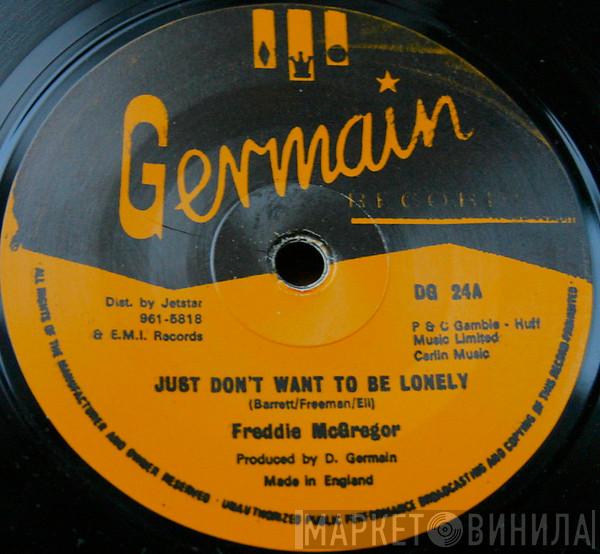 Germain
RECORDS
Dist. by Jetstar
961-5818
& E.M.I. Records
DG 24A
P & C Gamble - Huff
Music Limited
Carlin Music
JUST DON'T WANT TO BE LONELY
(Barrett/Freeman/Eli)
Freddie McGregor
Produced by D. Germain
Made in England
· ALL RIGHTS OF THE MANUFACTURER AND OWNER RESERVED · UNAUTHORIZED PUBLIC PERFORMANCE BROADCASTING AND COPYING OF THIS RECORD PROHIBITED ·
МАРКЕТ ВИНИЛА